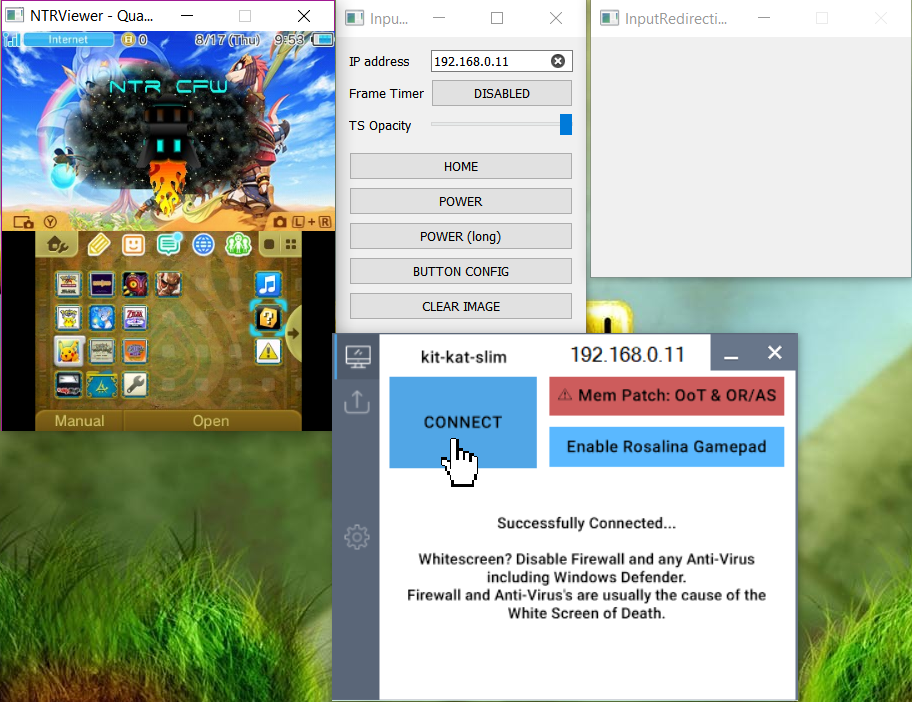 NTRViewer - Qua...
Internet
0
8/17 (Thu)
9:53
NTR CFW
Y
L+R
Manual
Open
Inpu...
IP address
192.168.0.11
Frame Timer
DISABLED
TS Opacity
HOME
POWER
POWER (long)
BUTTON CONFIG
CLEAR IMAGE
InputRedirecti...
kit-kat-slim
192.168.0.11
CONNECT
⚠ Mem Patch: OoT & OR/AS
Enable Rosalina Gamepad
Successfully Connected...
Whitescreen? Disable Firewall and any Anti-Virus
including Windows Defender.
Firewall and Anti-Virus's are usually the cause of the
White Screen of Death.